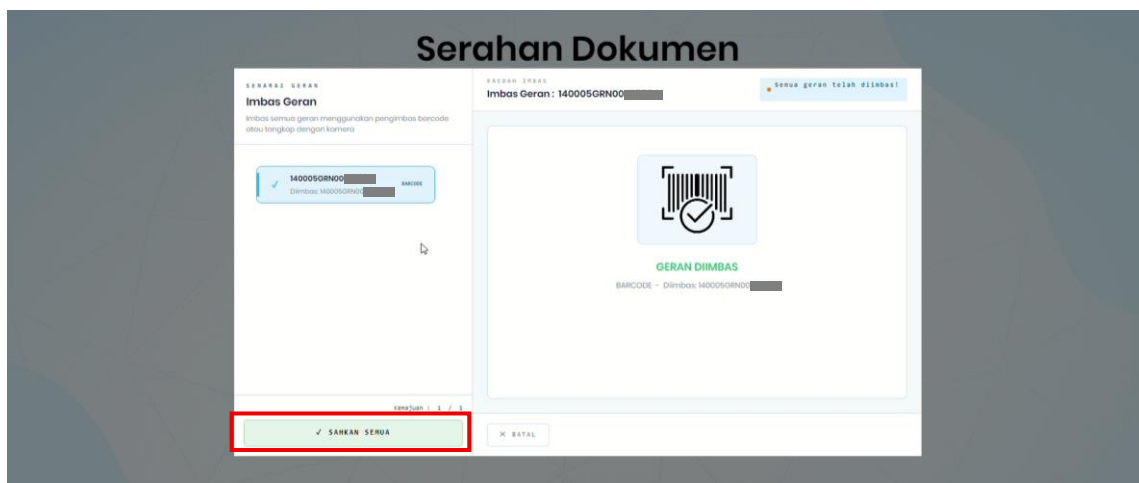 Serahan Dokumen
SENARAI GERAN
Imbas Geran
Imbas semua geran menggunakan pengimbas barcode
atau tangkap dengan kamera
140005GRN00
Diimbas: 140005GRN00
BARCODE
Kemajuan : 1 / 1
✓ SAHKAN SEMUA
KAEDAH IMBAS
Imbas Geran : 140005GRN00
Semua geran telah diimbas!
GERAN DIIMBAS
BARCODE - Diimbas: 140005GRN00
✕ BATAL